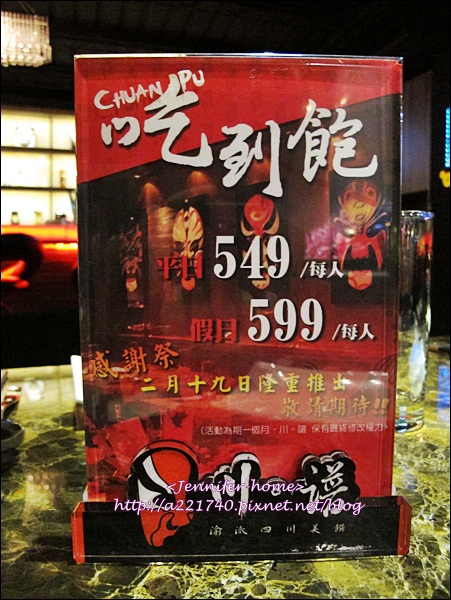 CHUAN PU
吃到飽
平日 549 /每人
假日 599 /每人
感謝祭
二月十九日隆重推出
敬請期待!!
《活動為期一個月，川·譜 保有最終修改權力》
川·譜
<Jennifer-home>
http://a221740.pixnet.net/blog
渝派四川美饌